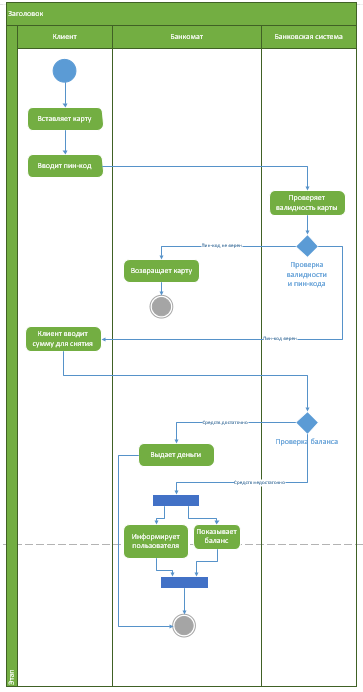 Заголовок
Клиент
Банкомат
Банковская система
Вставляет карту
Вводит пин-код
Проверяет
валидность карты
Пин-код не верен
Проверка
валидности
и пин-кода
Возвращает карту
Клиент вводит
сумму для снятия
Пин-код верен
Средств достаточно
Проверка баланса
Выдает деньги
Средств недостаточно
Информирует
пользователя
Показывает
баланс
Этап